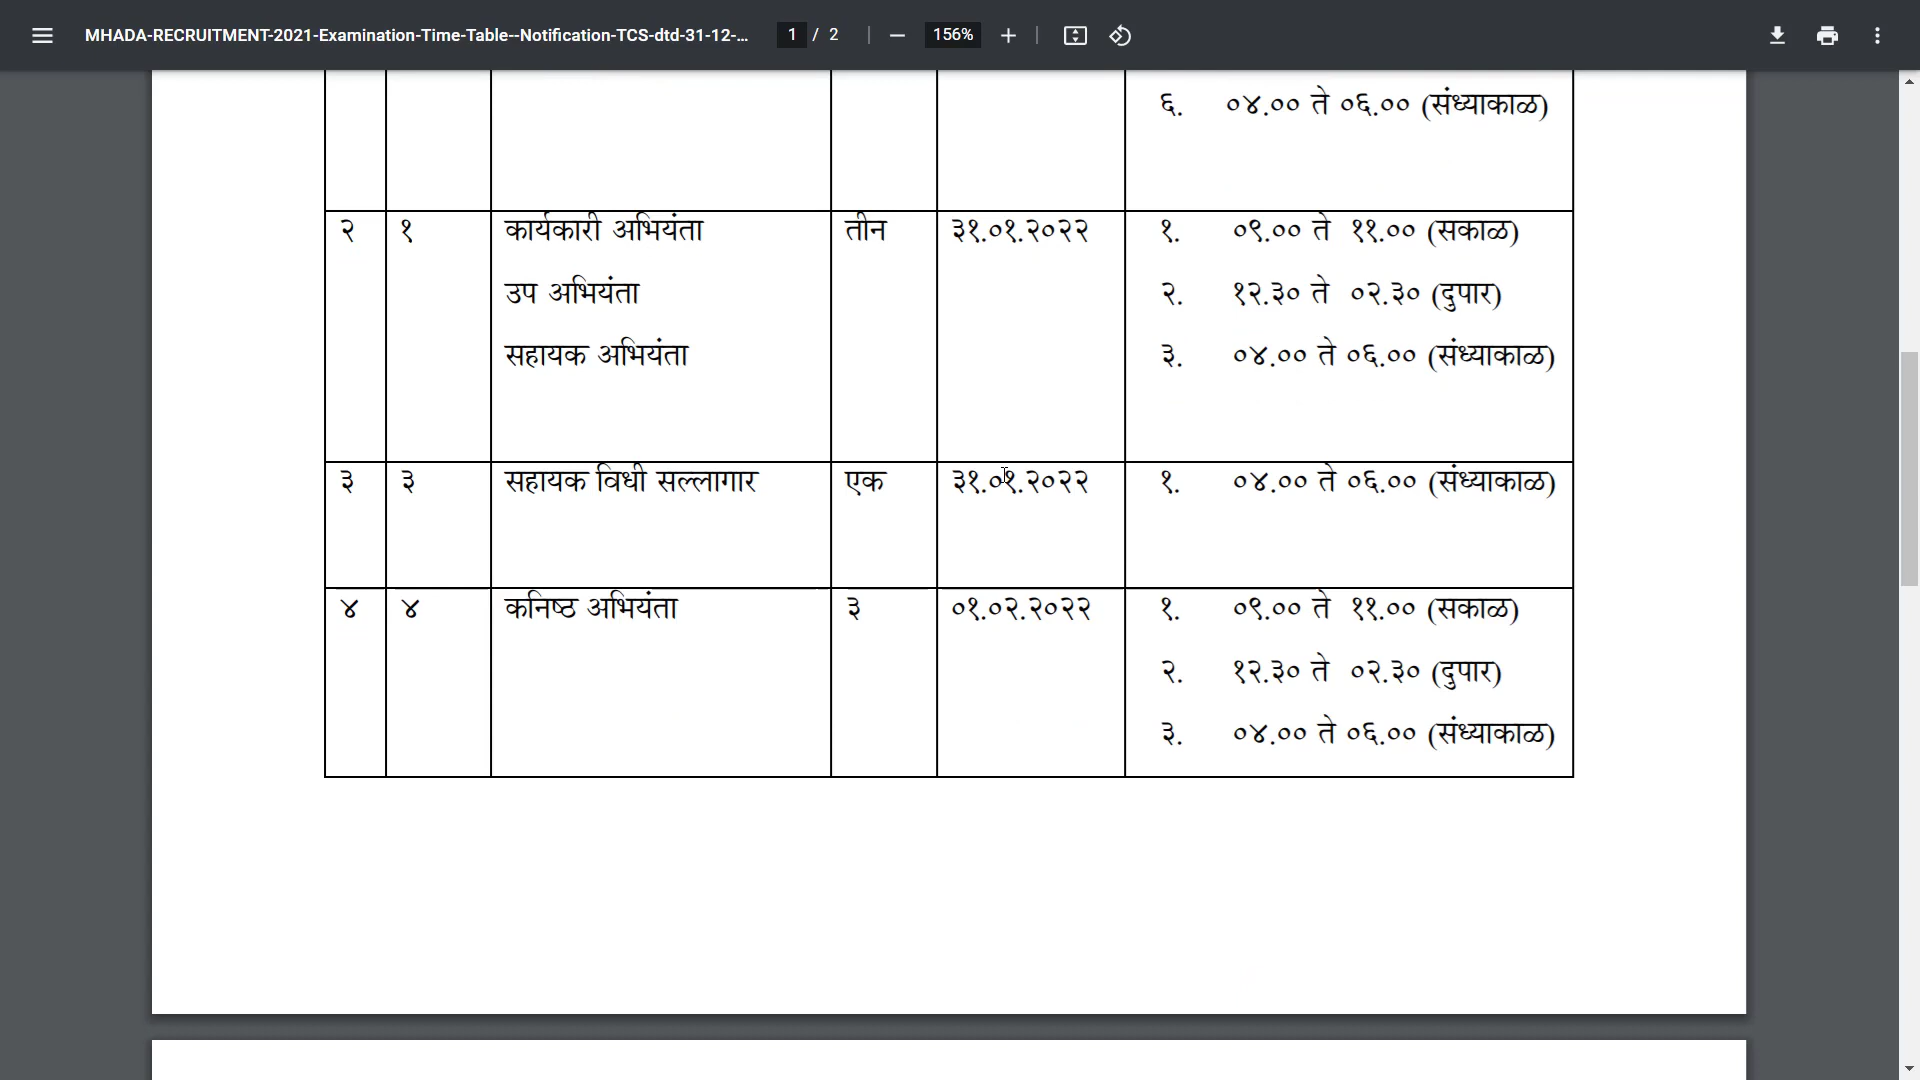 MHADA-RECRUITMENT-2021-Examination-Time-Table--Notification-TCS-dtd-31-12-...
1 / 2
156%
६. ०४.०० ते ०६.०० (संध्याकाळ)
२ १ कार्यकारी अभियंता तीन ३१.०१.२०२२ १. ०९.०० ते ११.०० (सकाळ)
उप अभियंता २. १२.३० ते ०२.३० (दुपार)
सहायक अभियंता ३. ०४.०० ते ०६.०० (संध्याकाळ)
३ ३ सहायक विधी सल्लागार एक ३१.०१.२०२२ १. ०४.०० ते ०६.०० (संध्याकाळ)
४ ४ कनिष्ठ अभियंता ३ ०१.०२.२०२२ १. ०९.०० ते ११.०० (सकाळ)
२. १२.३० ते ०२.३० (दुपार)
३. ०४.०० ते ०६.०० (संध्याकाळ)